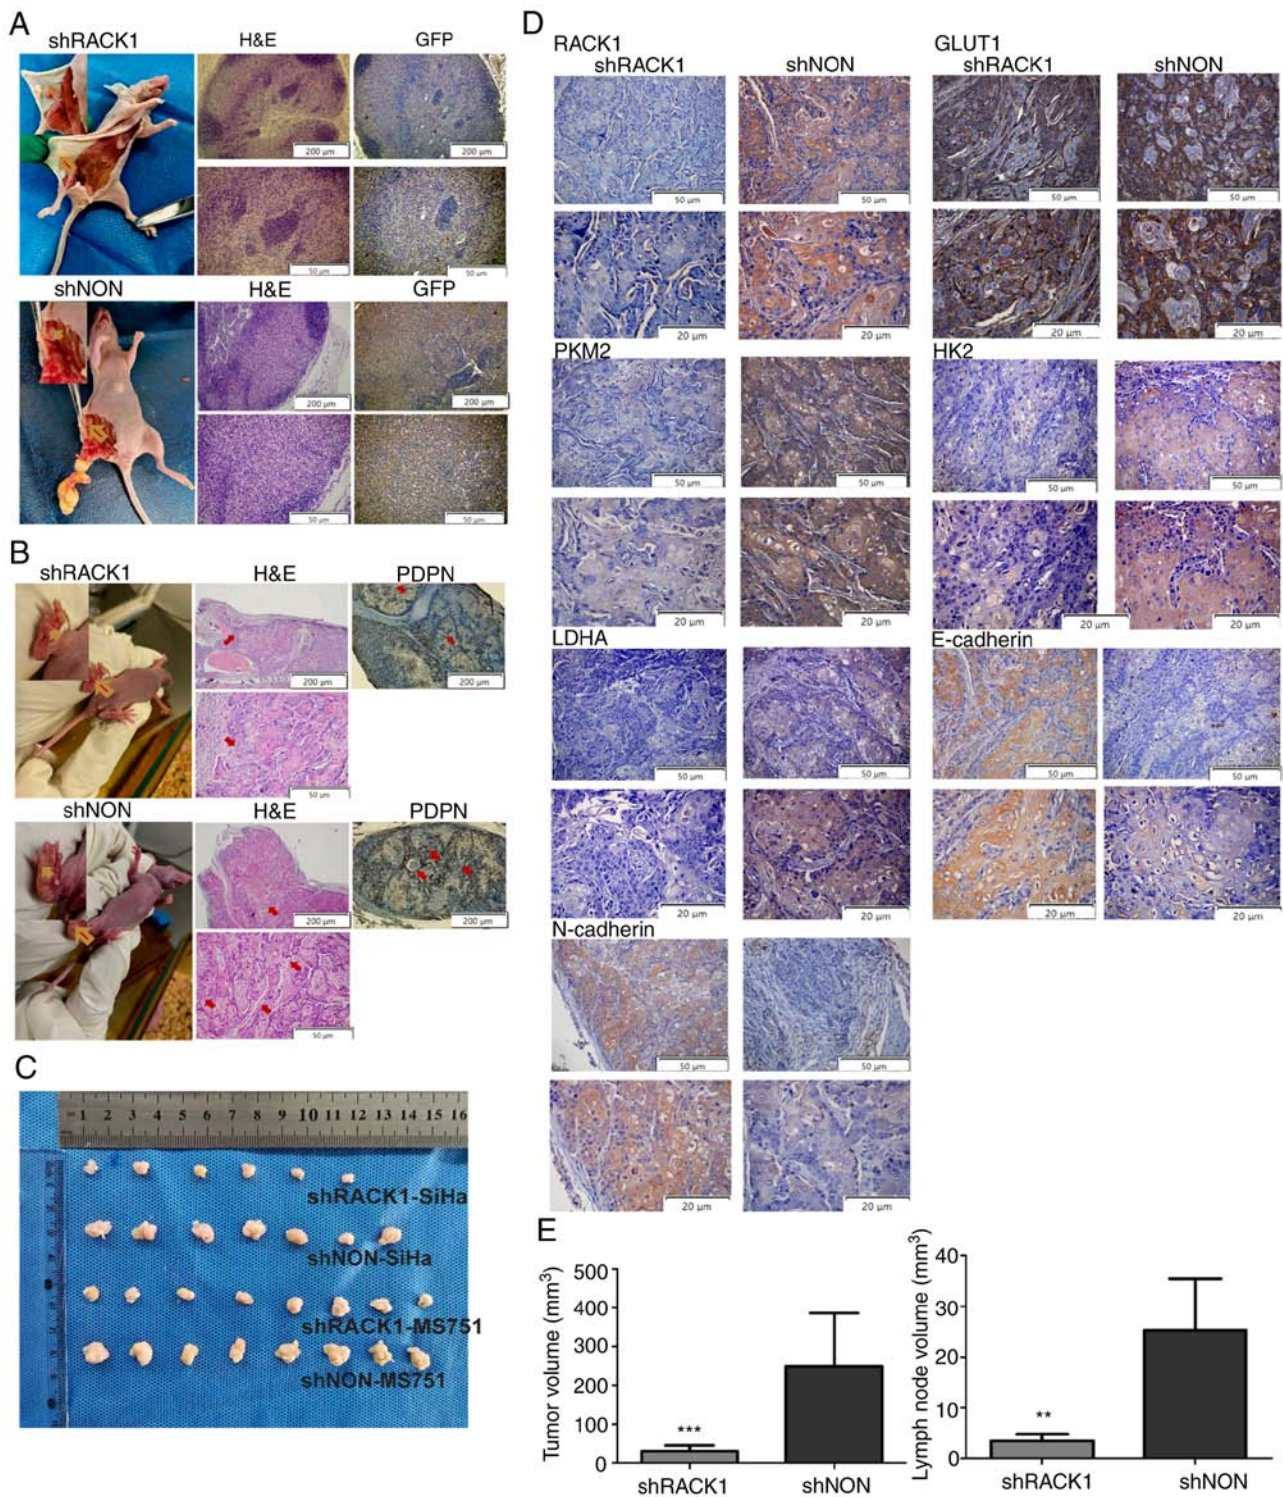 A
shRACK1
H&E
GFP
200 µm
200 µm
50 µm
50 µm
shNON
H&E
GFP
200 µm
200 µm
50 µm
50 µm
B
shRACK1
H&E
PDPN
200 µm
200 µm
50 µm
shNON
H&E
PDPN
200 µm
200 µm
50 µm
C
1 2 3 4 5 6 7 8 9 10 11 12 13 14 15 16
shRACK1-SiHa
shNON-SiHa
shRACK1-MS751
shNON-MS751
D
RACK1
shRACK1
shNON
50 µm
50 µm
20 µm
20 µm
GLUT1
shRACK1
shNON
50 µm
50 µm
20 µm
20 µm
PKM2
50 µm
50 µm
20 µm
20 µm
HK2
50 µm
50 µm
20 µm
20 µm
LDHA
50 µm
50 µm
20 µm
20 µm
E-cadherin
50 µm
50 µm
20 µm
20 µm
N-cadherin
50 µm
50 µm
20 µm
20 µm
E
Tumor volume (mm³)
500
400
300
200
100
0
***
shRACK1
shNON
Lymph node volume (mm³)
40
30
20
10
0
**
shRACK1
shNON